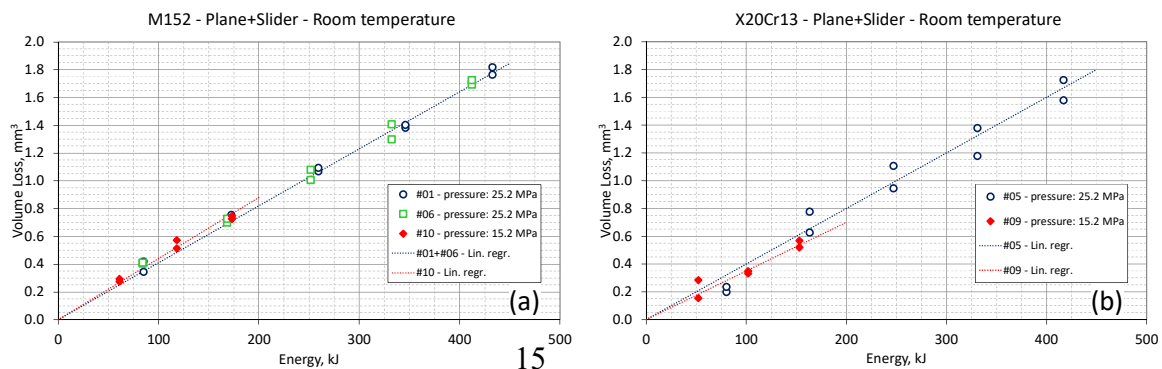 M152 - Plane+Slider - Room temperature
2.0
1.8
1.6
1.4
1.2
1.0
0.8
0.6
0.4
0.2
0.0
Volume Loss, mm³
#01 - pressure: 25.2 MPa
#06 - pressure: 25.2 MPa
#10 - pressure: 15.2 MPa
#01+#06 - Lin. regr.
#10 - Lin. regr.
(a)
0 100 200 300 400 500
Energy, kJ
15
X20Cr13 - Plane+Slider - Room temperature
2.0
1.8
1.6
1.4
1.2
1.0
0.8
0.6
0.4
0.2
0.0
Volume Loss, mm³
#05 - pressure: 25.2 MPa
#09 - pressure: 15.2 MPa
#05 - Lin. regr.
#09 - Lin. regr.
(b)
0 100 200 300 400 500
Energy, kJ